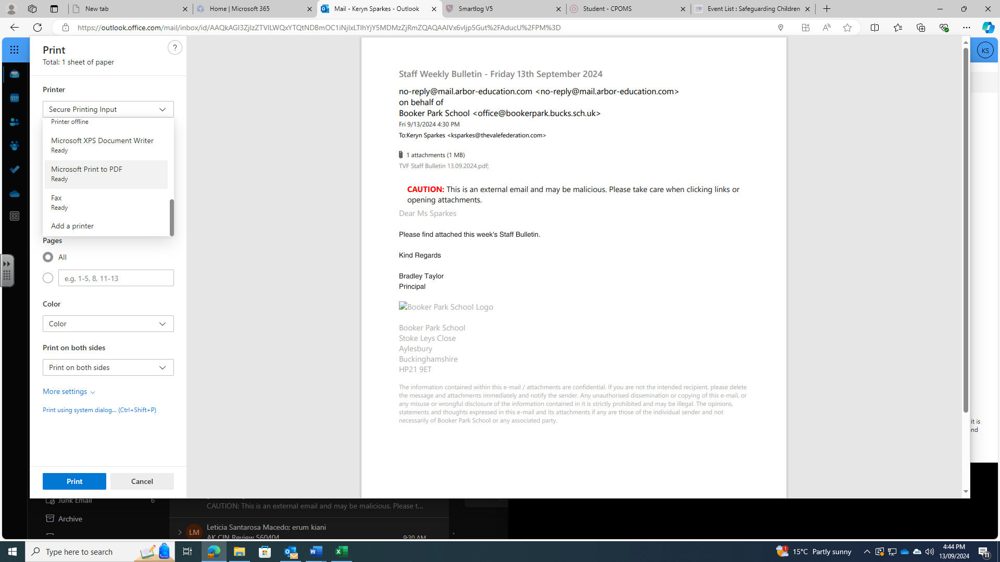 New tab
Home | Microsoft 365
Mail - Keryn Sparkes - Outlook
Smartlog V5
Student - CPOMS
Event List : Safeguarding Children
https://outlook.office.com/mail/inbox/id/
KS
Print
?
Total: 1 sheet of paper
Printer
Secure Printing Input
Printer offline
Microsoft XPS Document Writer
Ready
Microsoft Print to PDF
Ready
Fax
Ready
Add a printer
Pages
All
e.g. 1-5, 8, 11-13
Color
Color
Print on both sides
Print on both sides
More settings
Print using system dialog... (Ctrl+Shift+P)
Print
Cancel
Staff Weekly Bulletin - Friday 13th September 2024
no-reply@mail.arbor-education.com <no-reply@mail.arbor-education.com>
on behalf of
Booker Park School <office@bookerpark.bucks.sch.uk>
Fri 9/13/2024 4:30 PM
To:Keryn Sparkes <ksparkes@thevalefederation.com>
1 attachments (1 MB)
TVF Staff Bulletin 13.09.2024.pdf;
CAUTION: This is an external email and may be malicious. Please take care when clicking links or
opening attachments.
Dear Ms Sparkes
Please find attached this week's Staff Bulletin.
Kind Regards
Bradley Taylor
Principal
Booker Park School Logo
Booker Park School
Stoke Leys Close
Aylesbury
Buckinghamshire
HP21 9ET
The information contained within this e-mail / attachments are confidential. If you are not the intended recipient, please delete
the message and attachments immediately and notify the sender. Any unauthorised dissemination or copying of this e-mail, or
any misuse or wrongful disclosure of the information contained in it is strictly prohibited and may be illegal. The opinions,
statements and thoughts expressed in this e-mail and its attachments if any are those of the individual sender and not
necessarily of Booker Park School or any associated party.
it is
nd
Junk Email 6
CAUTION: This is an external email and may be malicious. Please t...
Archive
LM
Leticia Santarosa Macedo; erum kiani
AK CIN Review 560404 9:30 AM
Type here to search
1
15°C Partly sunny
4:44 PM
13/09/2024
11